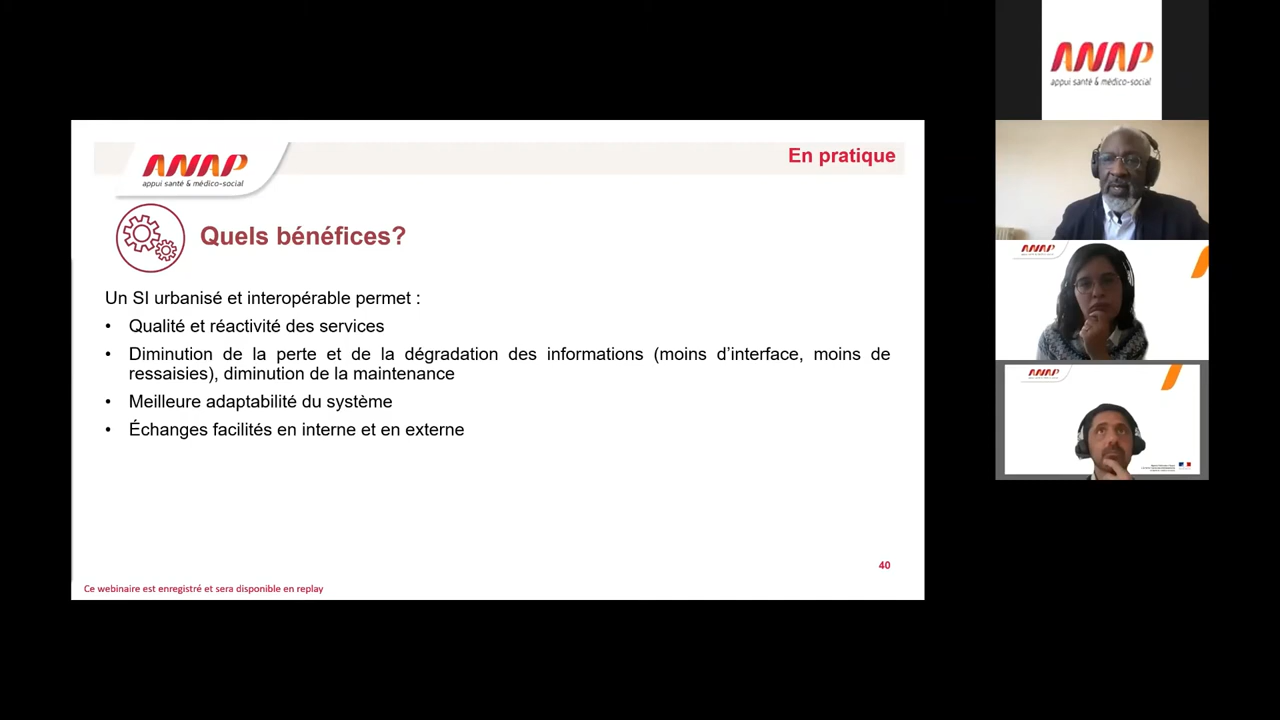 ANAP
appui santé & médico-social
En pratique
ANAP
appui santé & médico-social
Quels bénéfices?
Un SI urbanisé et interopérable permet :
• Qualité et réactivité des services
• Diminution de la perte et de la dégradation des informations (moins d’interface, moins de
ressaisies), diminution de la maintenance
• Meilleure adaptabilité du système
• Échanges facilités en interne et en externe
40
Ce webinaire est enregistré et sera disponible en replay
ANAP
ANAP